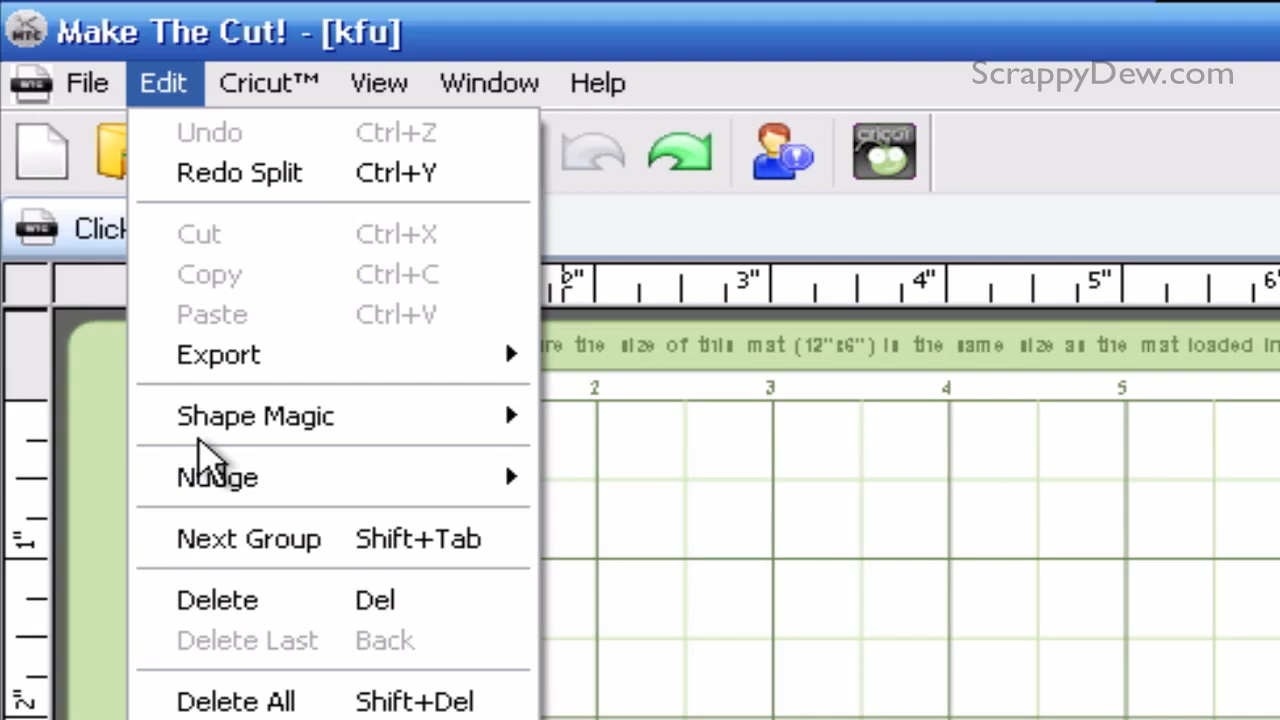 Make The Cut! - [kfu]
File Edit Cricut™ View Window Help
ScrappyDew.com
Undo Ctrl+Z
Redo Split Ctrl+Y
Click
Cut Ctrl+X
Copy Ctrl+C
Paste Ctrl+V
Export
Shape Magic
Nudge
Next Group Shift+Tab
Delete Del
Delete Last Back
Delete All Shift+Del
cricut
2" 3" 4" 5" 6"
the size of this mat (12"x6") is the same size as the mat loaded in
2 3 4 5
1"
2"